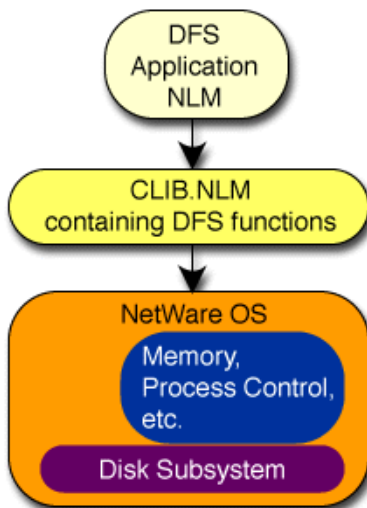 DFS
Application
NLM
CLIB.NLM
containing DFS functions
NetWare OS
Memory,
Process Control,
etc.
Disk Subsystem